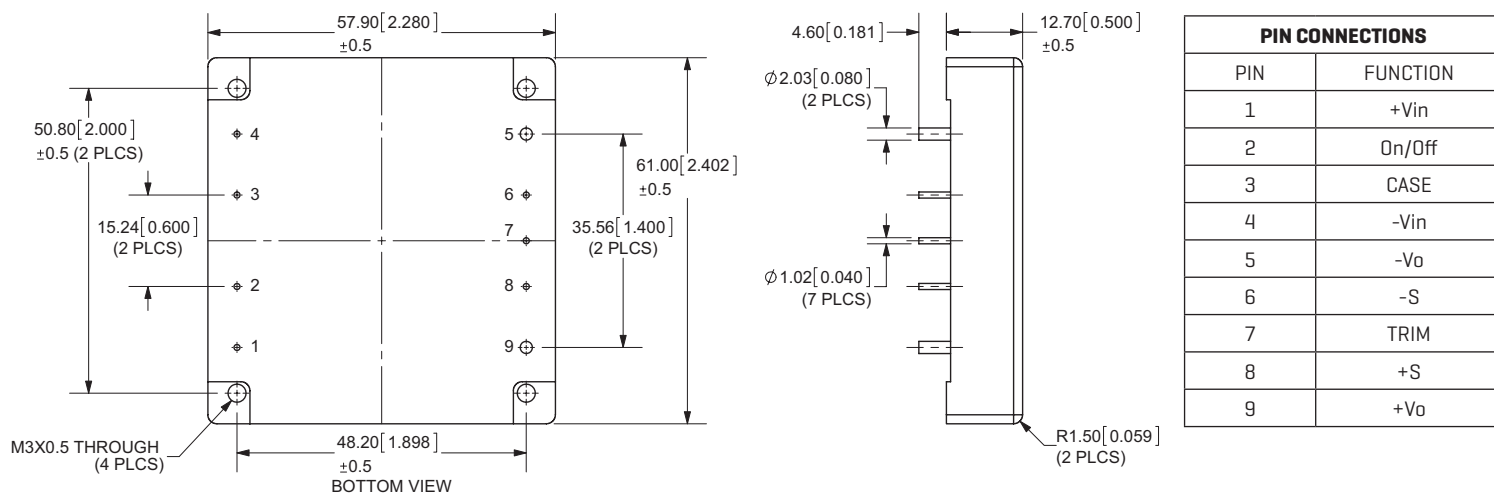 57.90[2.280]
±0.5
50.80[2.000]
±0.5 (2 PLCS)
15.24[0.600]
(2 PLCS)
4
3
2
1
5
6
7
8
9
61.00[2.402]
±0.5
35.56[1.400]
(2 PLCS)
M3X0.5 THROUGH
(4 PLCS)
48.20[1.898]
±0.5
BOTTOM VIEW
4.60[0.181]
12.70[0.500]
±0.5
Ø2.03[0.080]
(2 PLCS)
Ø1.02[0.040]
(7 PLCS)
R1.50[0.059]
(2 PLCS)
PIN CONNECTIONS
PIN FUNCTION
1 +Vin
2 On/Off
3 CASE
4 -Vin
5 -Vo
6 -S
7 TRIM
8 +S
9 +Vo